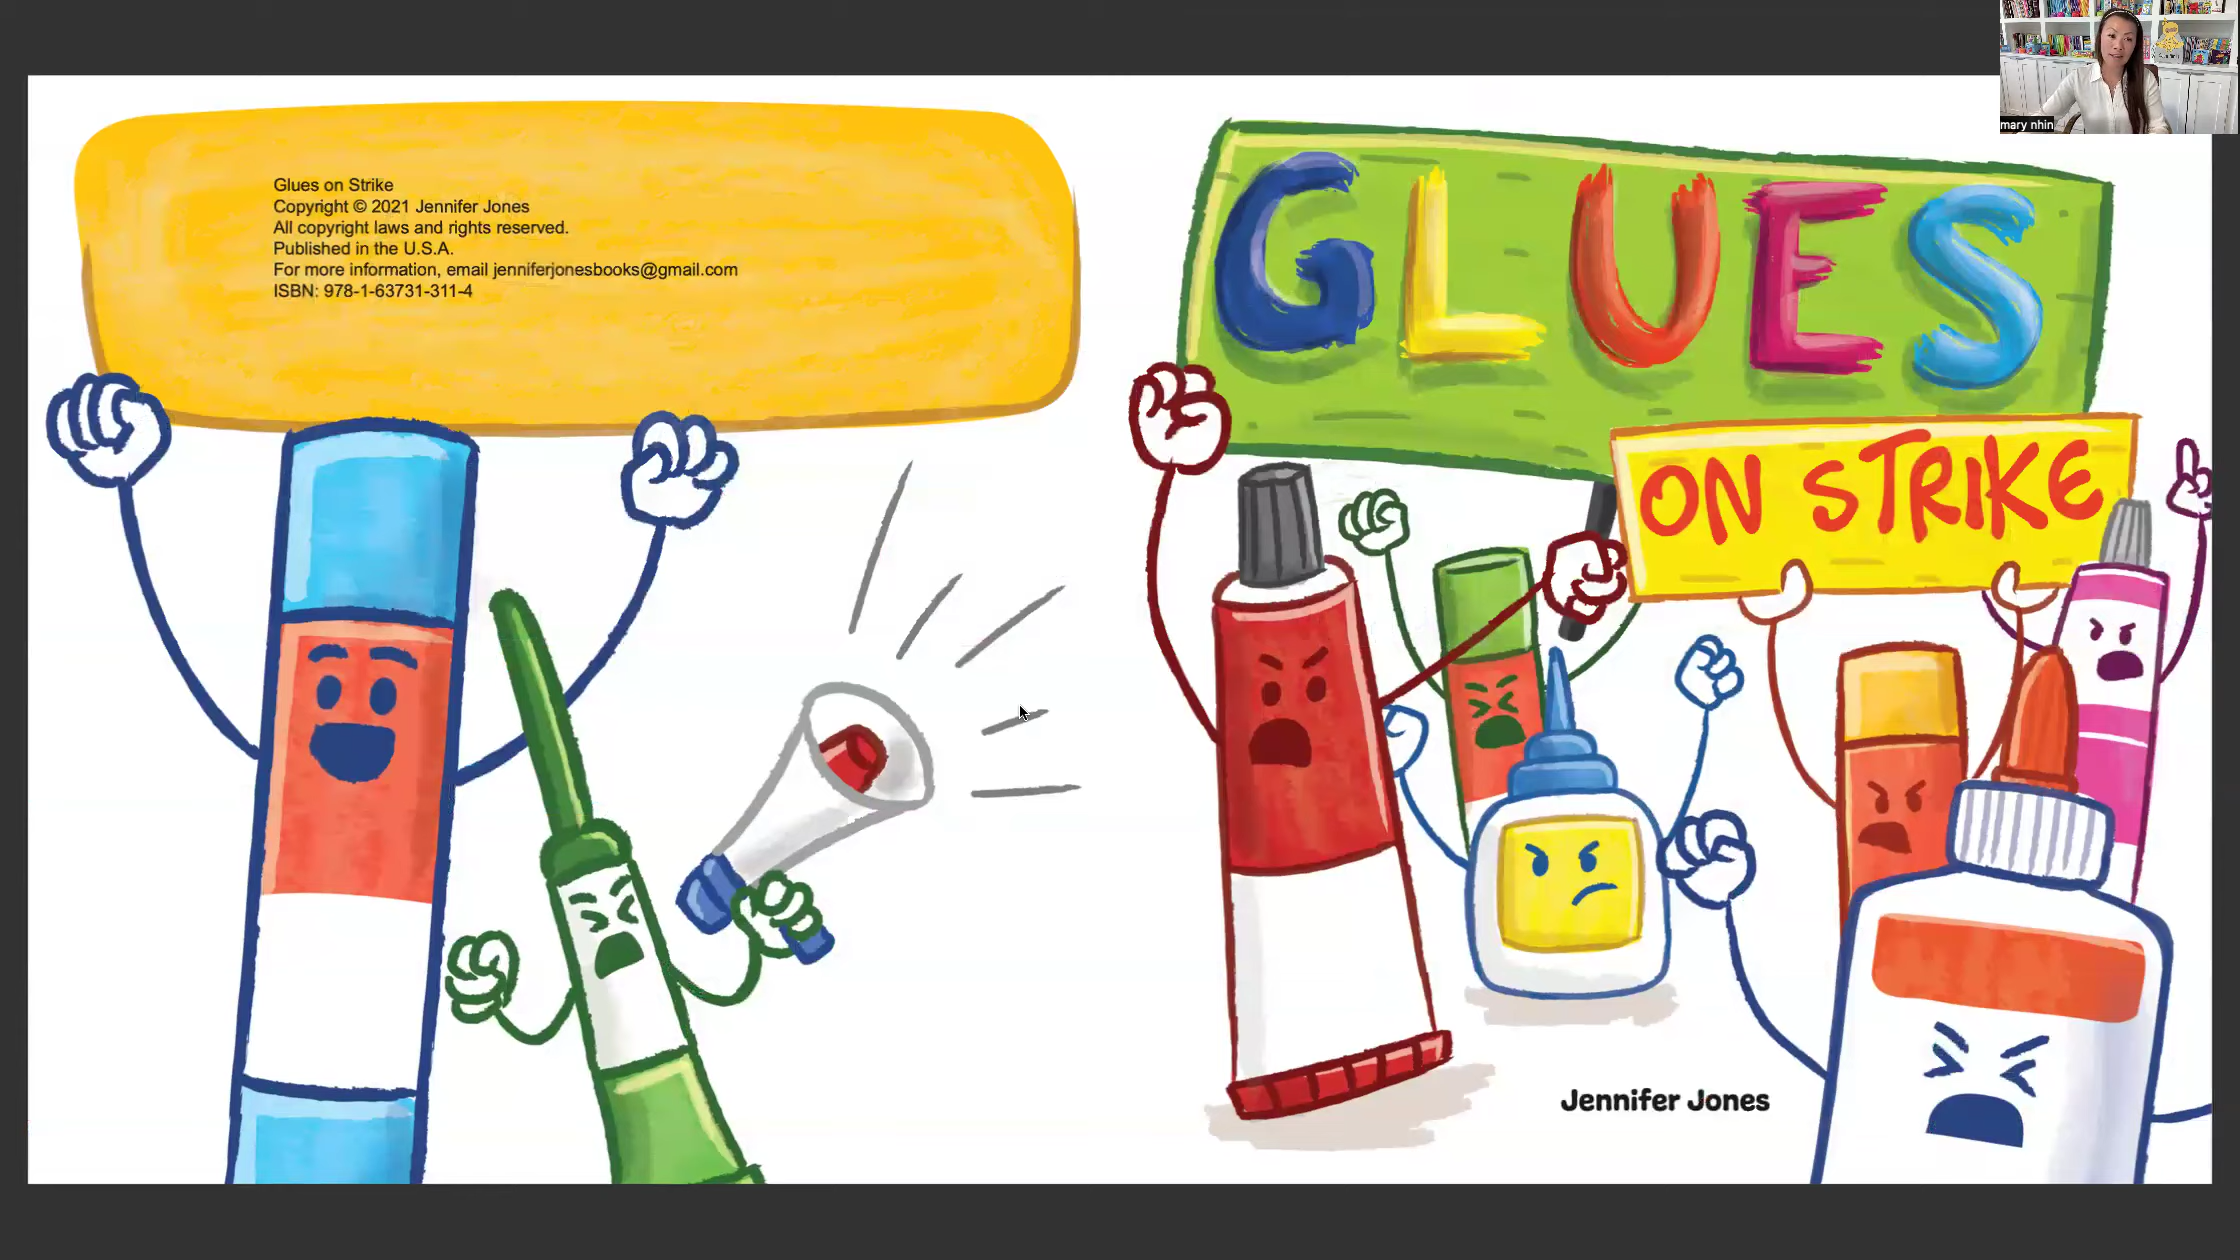 mary nhin
Glues on Strike
Copyright © 2021 Jennifer Jones
All copyright laws and rights reserved.
Published in the U.S.A.
For more information, email jenniferjonesbooks@gmail.com
ISBN: 978-1-63731-311-4
GLUES
ON STRIKE
Jennifer Jones